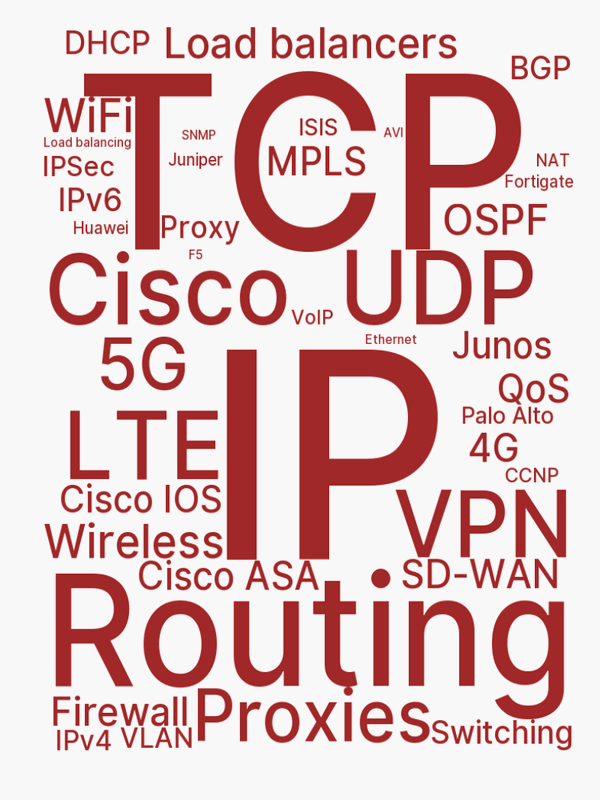 DHCP Load balancers
BGP
TCP
WiFi
SNMP
ISIS
AVI
Load balancing
IPSec
Juniper
MPLS
NAT
Fortigate
IPv6
Huawei
Proxy
OSPF
F5
Cisco
UDP
VoIP
Ethernet
Junos
5G
IP
QoS
Palo Alto
LTE
4G
CCNP
Cisco IOS
VPN
Wireless
Cisco ASA
SD-WAN
Routing
Firewall
Proxies
Switching
IPv4 VLAN